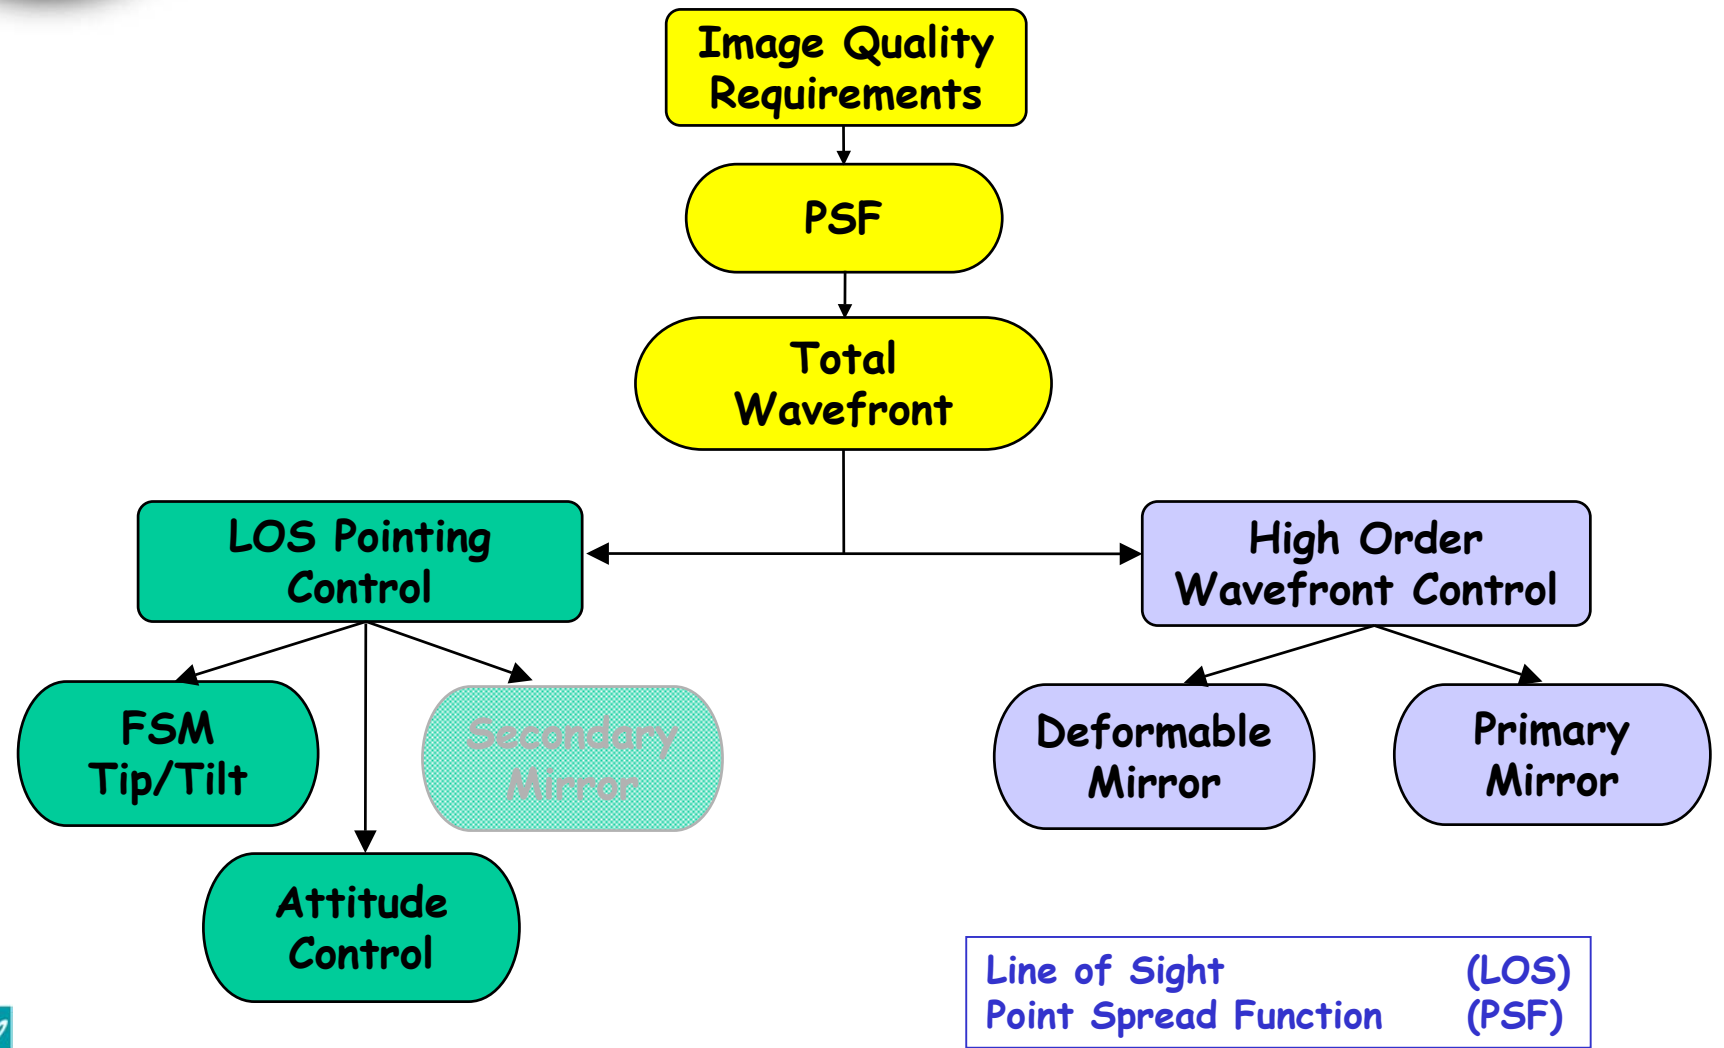 Image Quality
Requirements
PSF
Total
Wavefront
LOS Pointing
Control
High Order
Wavefront Control
FSM
Tip/Tilt
Secondary
Mirror
Deformable
Mirror
Primary
Mirror
Attitude
Control
Line of Sight (LOS)
Point Spread Function (PSF)